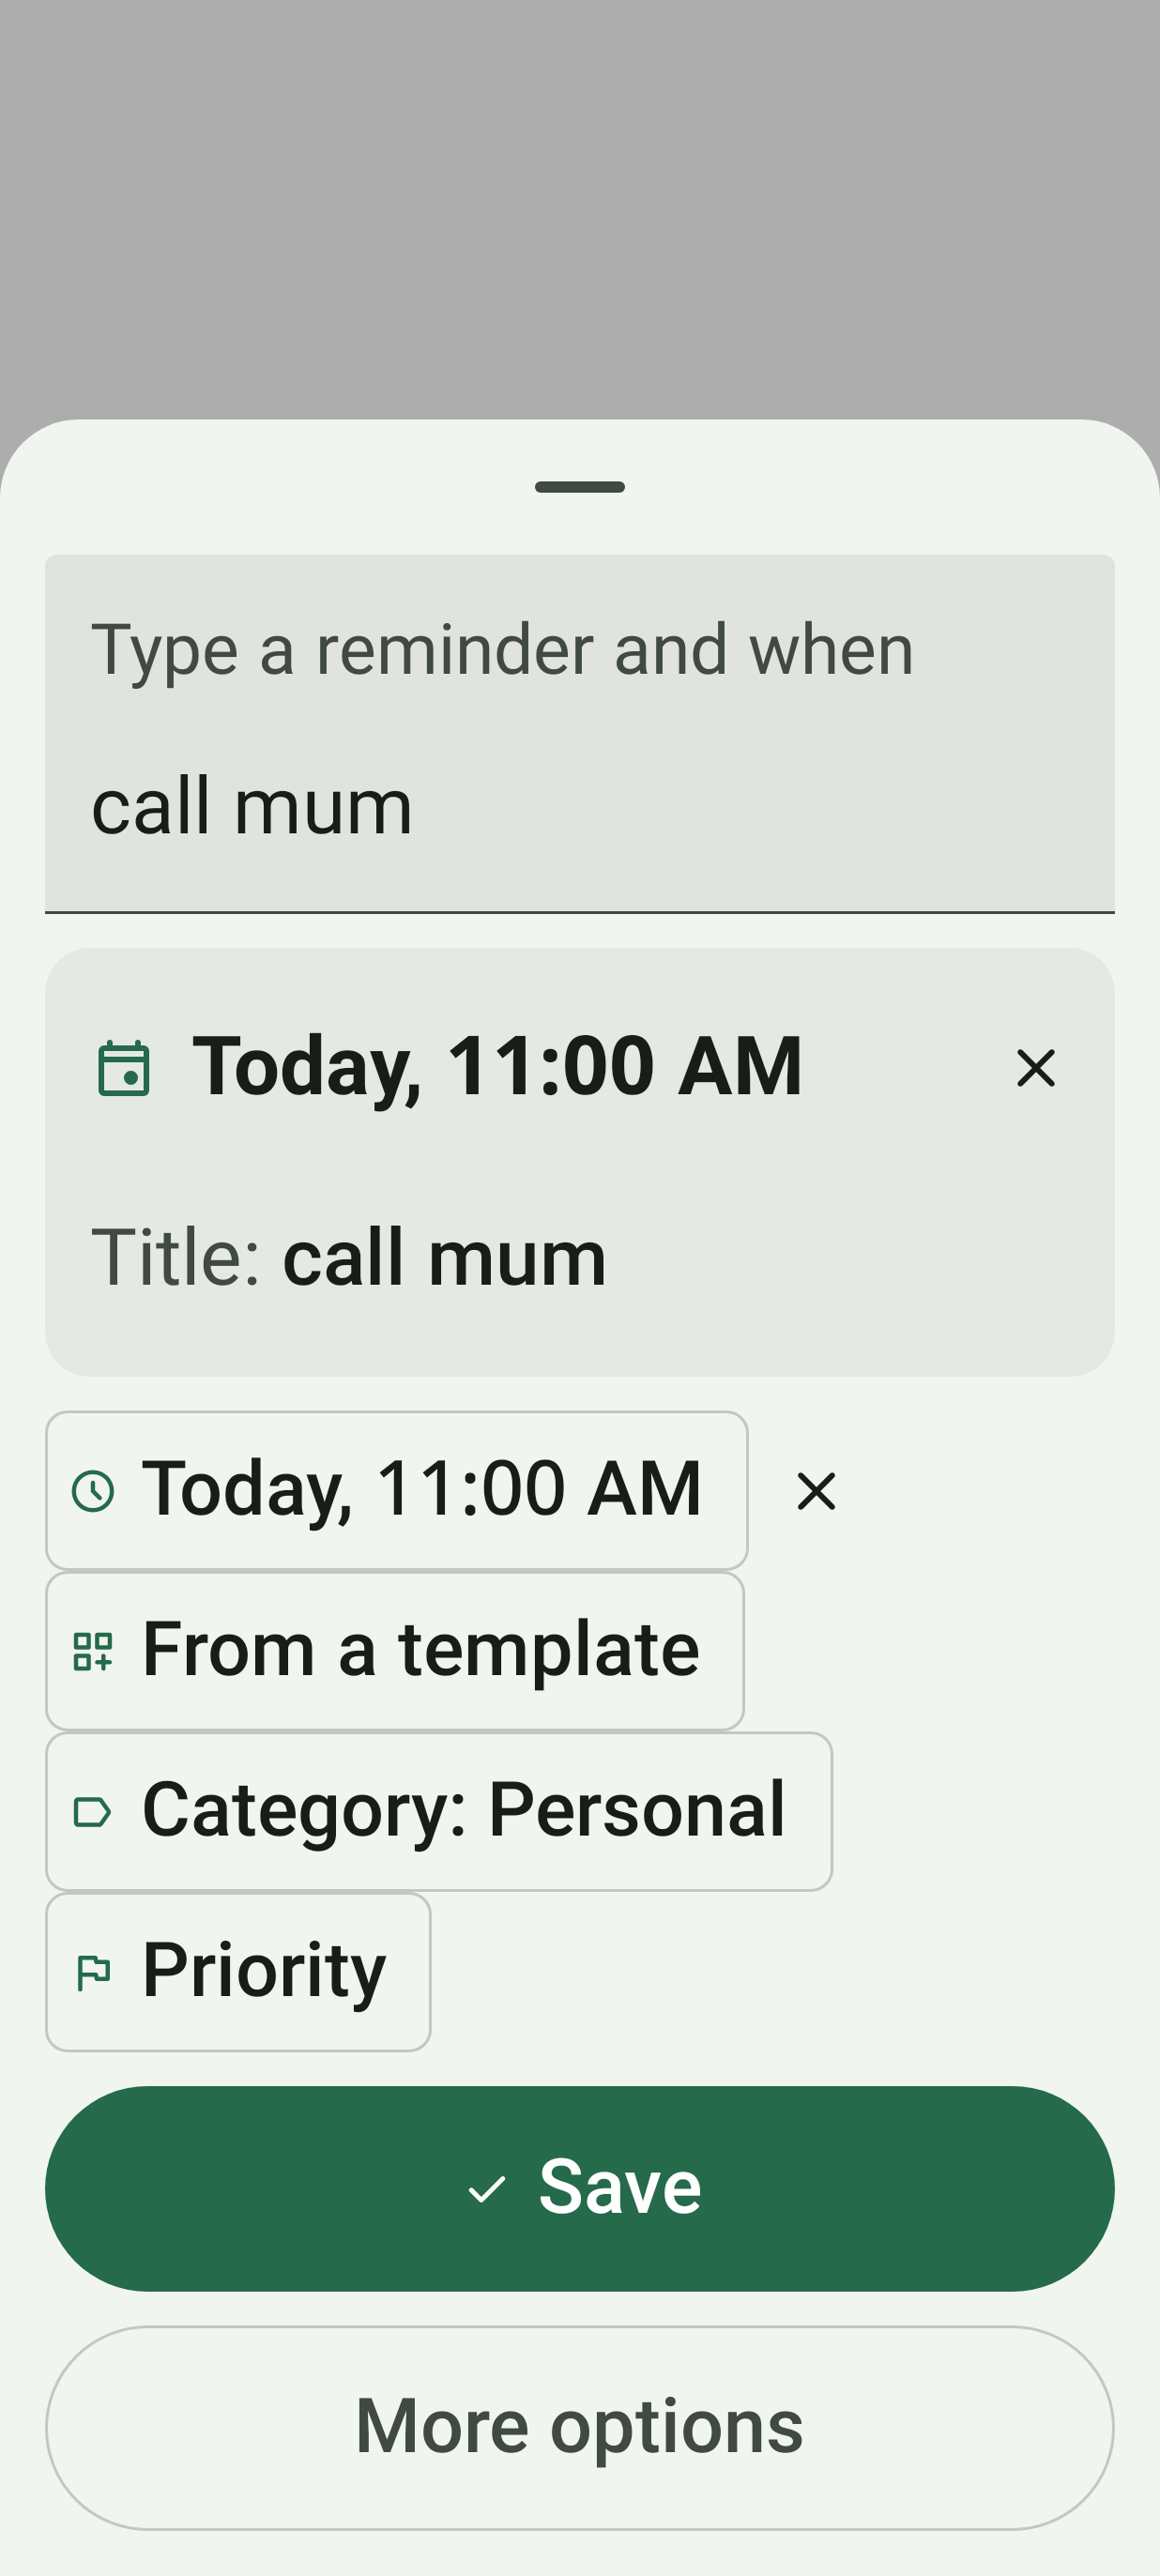 Type a reminder and when
call mum
Today, 11:00 AM
Title: call mum
Today, 11:00 AM
From a template
Category: Personal
Priority
Save
More options